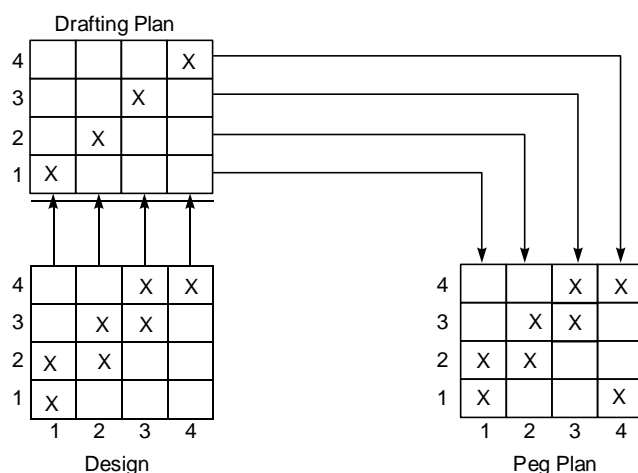 Drafting Plan
4 X
3 X
2 X
1 X
4 X X
3 X X
2 X X
1 X
1 2 3 4
Design
4 X X
3 X X
2 X X
1 X X
1 2 3 4
Peg Plan